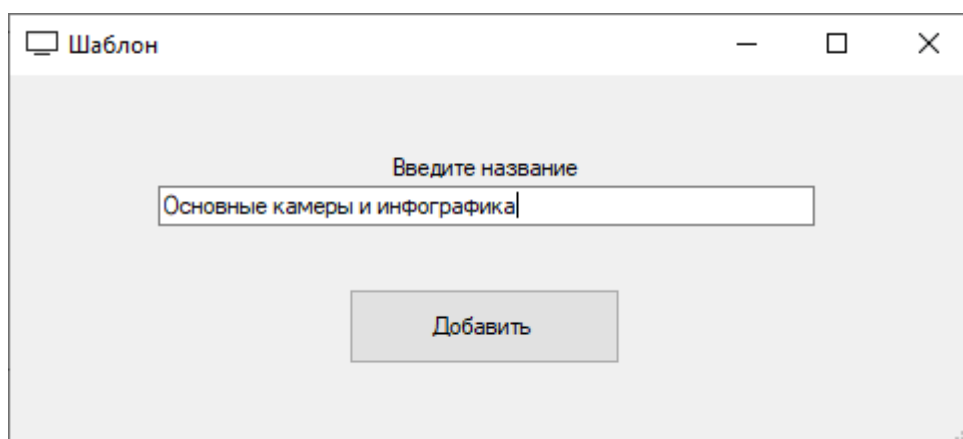 Шаблон
Введите название
Основные камеры и инфографика
Добавить